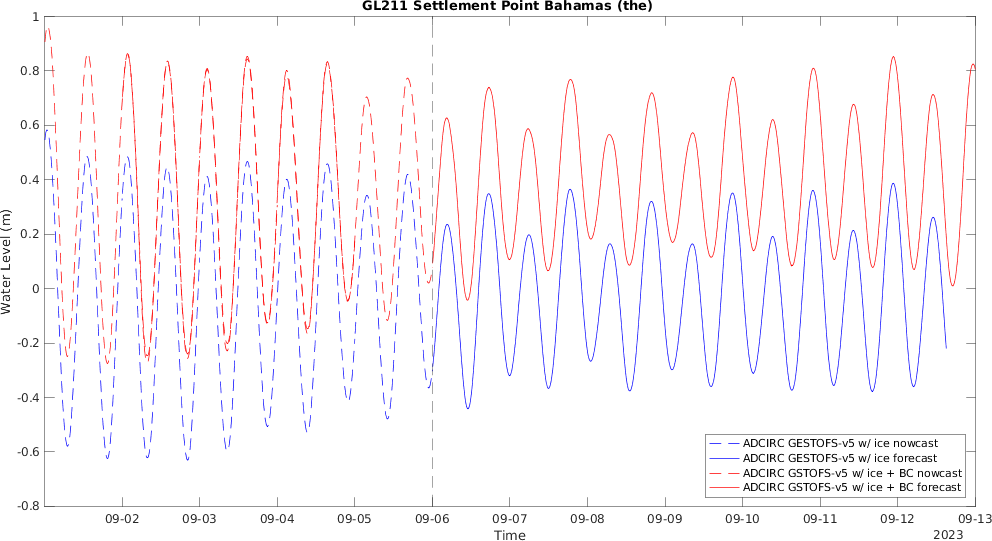 GL211 Settlement Point Bahamas (the)
Water Level (m)
1
0.8
0.6
0.4
0.2
0
-0.2
-0.4
-0.6
-0.8
ADCIRC GESTOFS-v5 w/ ice nowcast
ADCIRC GESTOFS-v5 w/ ice forecast
ADCIRC GSTOFS-v5 w/ ice + BC nowcast
ADCIRC GSTOFS-v5 w/ ice + BC forecast
09-02 09-03 09-04 09-05 09-06 09-07 09-08 09-09 09-10 09-11 09-12 09-13
Time
2023